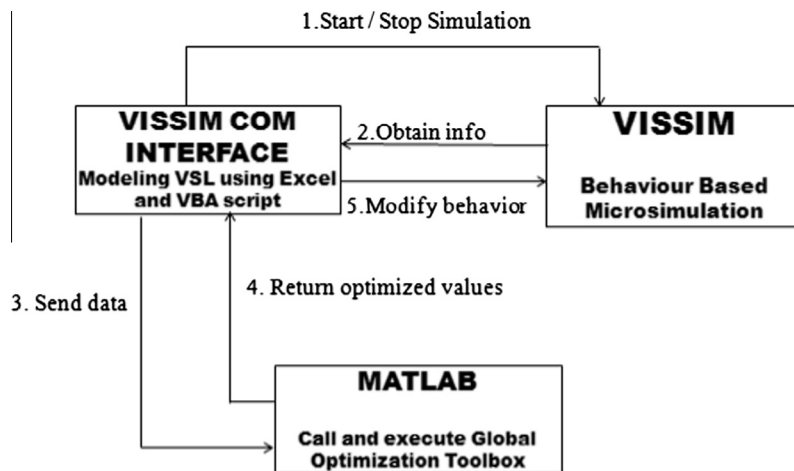 1.Start / Stop Simulation
VISSIM COM
INTERFACE
Modeling VSL using Excel
and VBA script
2.Obtain info
5.Modify behavior
VISSIM
Behaviour Based
Microsimulation
3. Send data
4. Return optimized values
MATLAB
Call and execute Global
Optimization Toolbox